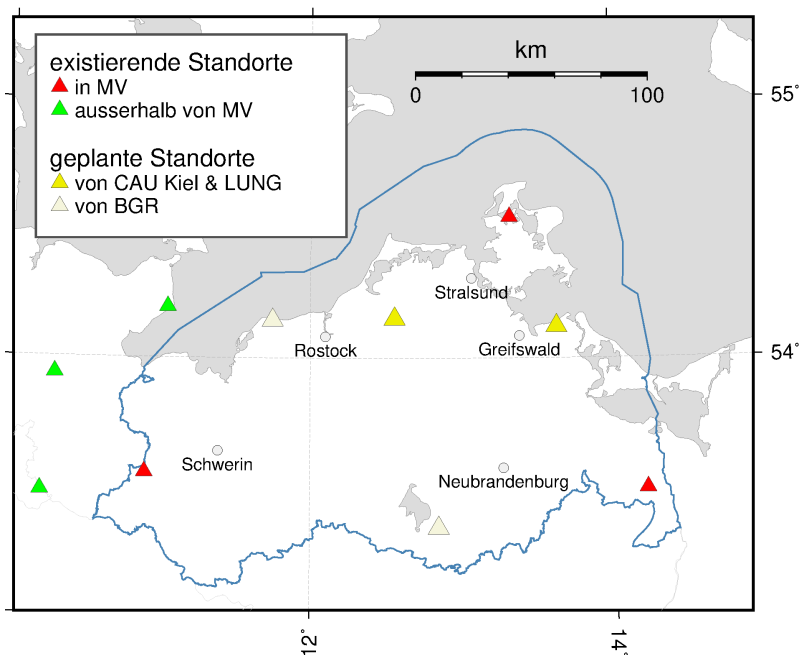 existierende Standorte
in MV
ausserhalb von MV
geplante Standorte
von CAU Kiel & LUNG
von BGR
km
0
100
55°
Stralsund
Rostock
Greifswald
54°
Schwerin
Neubrandenburg
12°
14°